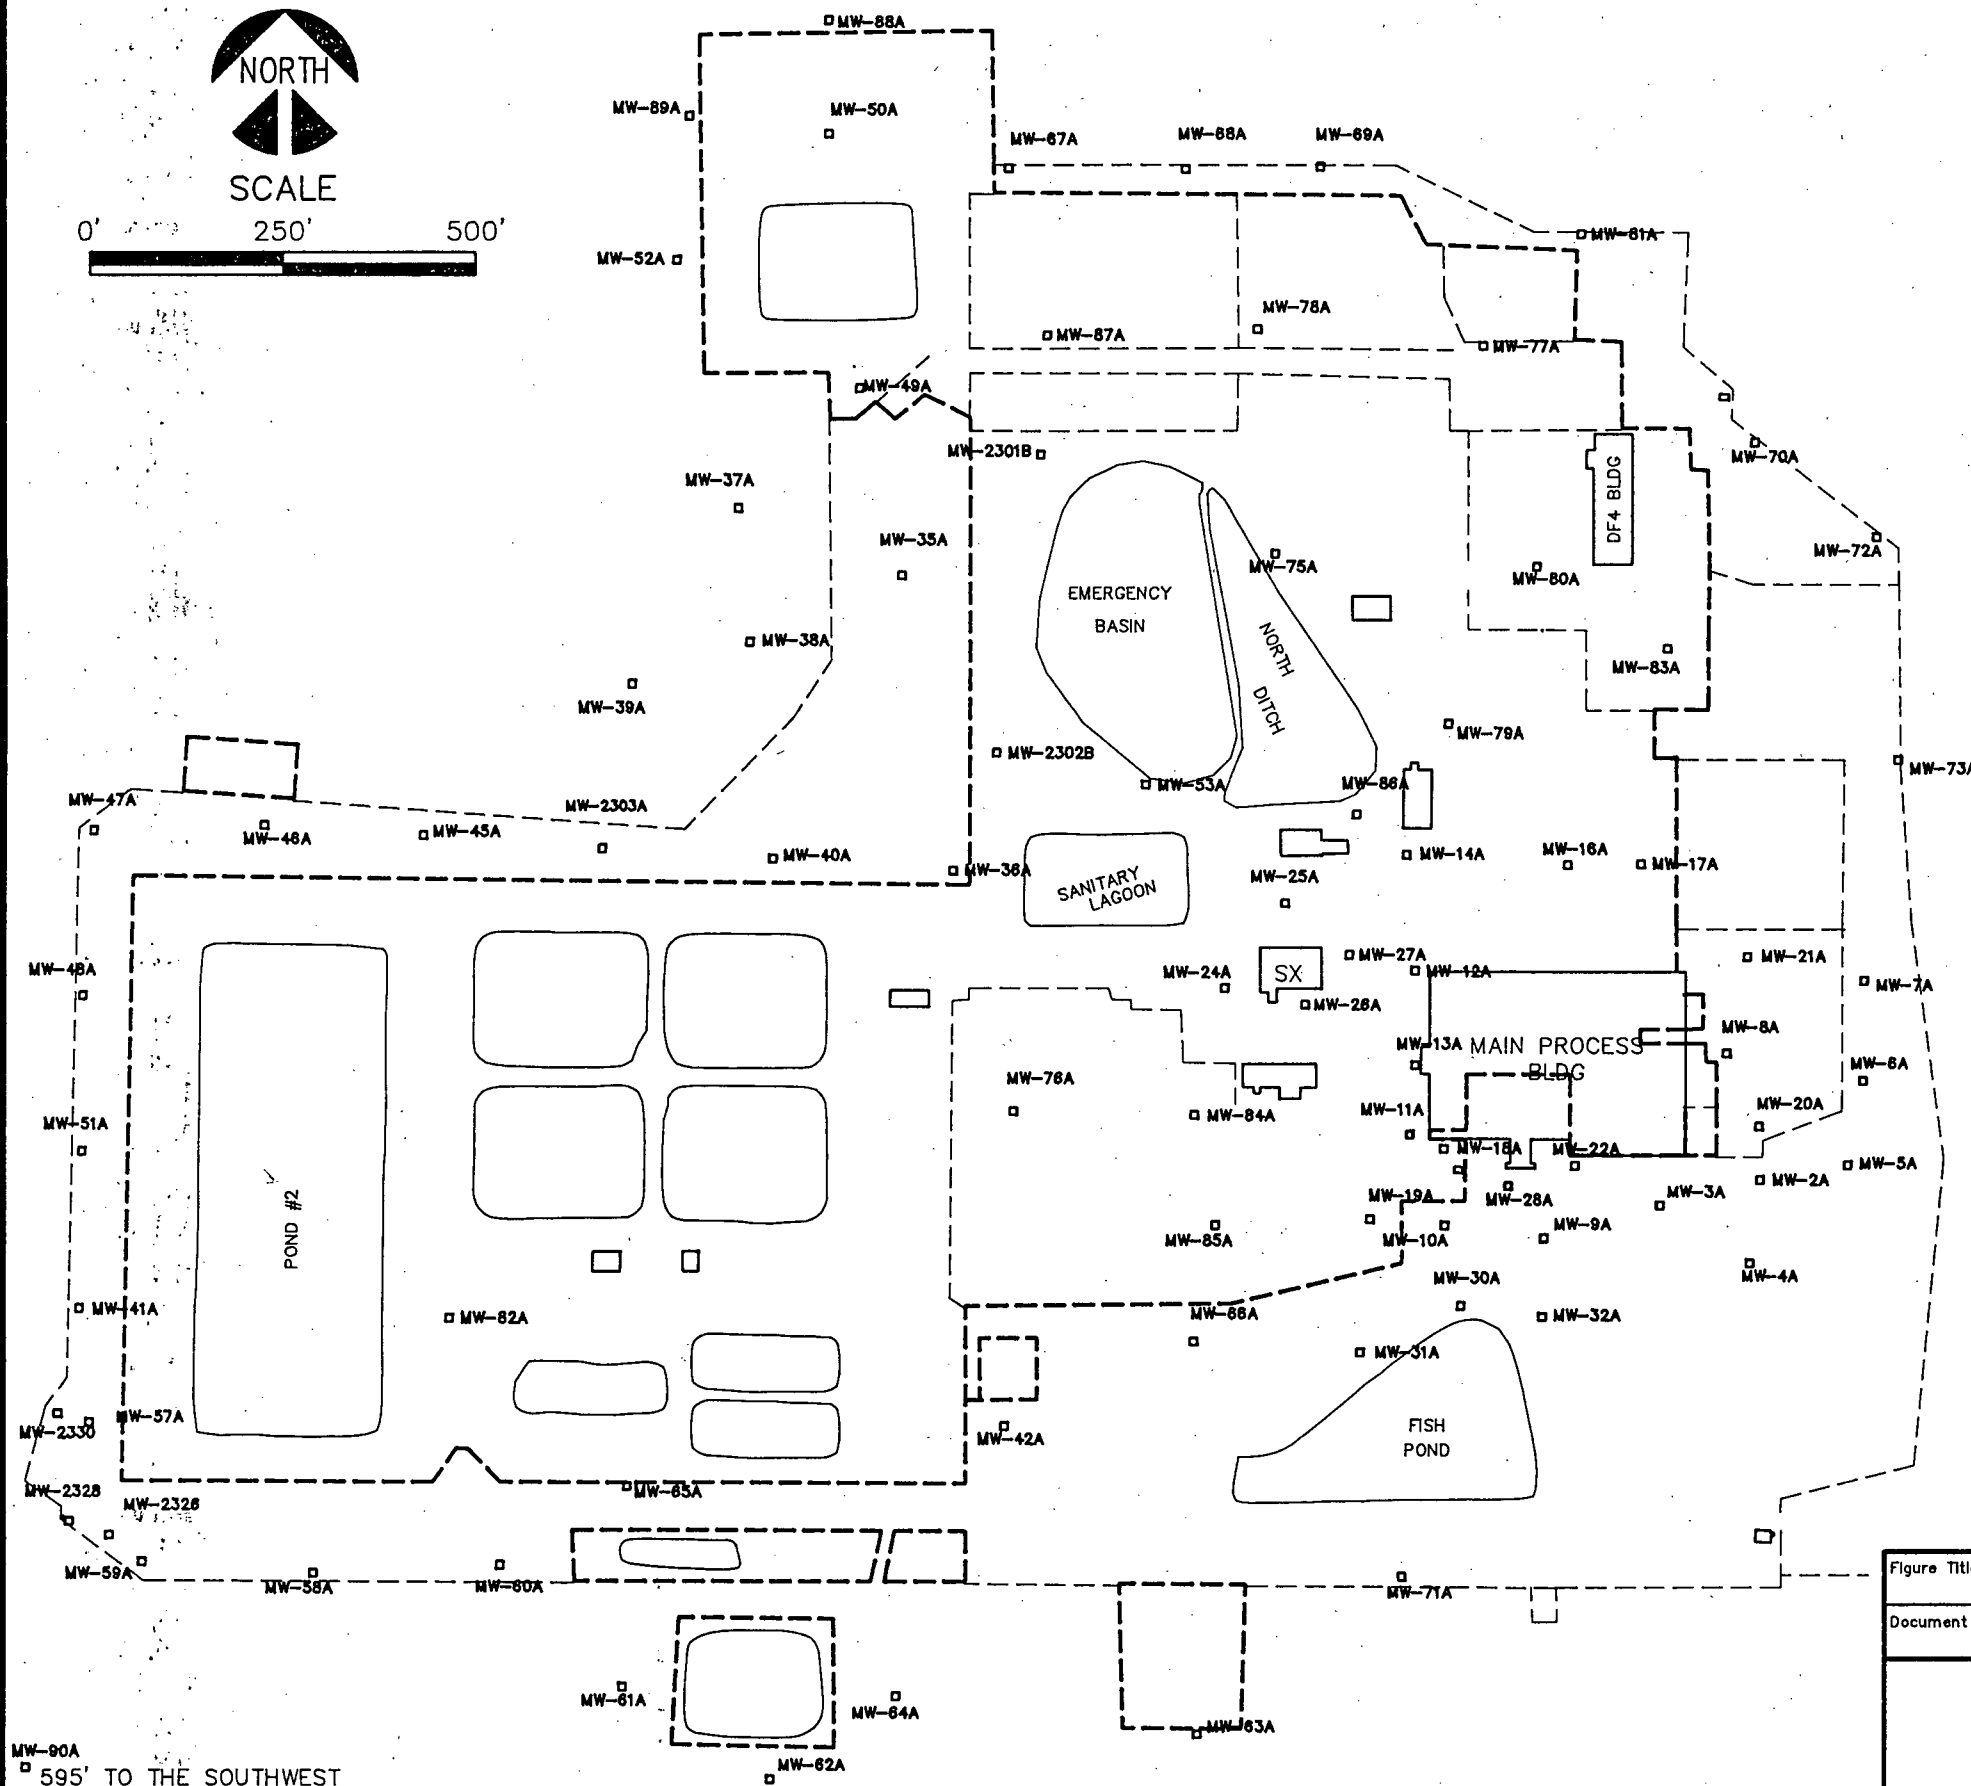 MW-88A
NORTH
MW-89A
MW-50A
MW-67A
MW-68A
MW-69A
SCALE
0' 250' 500'
MW-52A
MW-81A
MW-78A
MW-87A
MW-77A
MW-49A
MW-2301B
MW-70A
MW-37A
DF4 BLDG
MW-35A
MW-72A
MW-75A
MW-80A
EMERGENCY
BASIN
NORTH
DITCH
MW-38A
MW-83A
MW-39A
MW-79A
MW-2302B
MW-73A
MW-53A
MW-86A
MW-47A
MW-2303A
MW-46A
MW-45A
MW-40A
MW-14A
MW-16A
MW-17A
MW-36A
SANITARY
LAGOON
MW-25A
MW-48A
MW-27A
MW-21A
MW-24A
SX
MW-12A
MW-7A
MW-26A
MW-8A
MW-13A
MAIN PROCESS
BLDG
MW-6A
MW-76A
MW-11A
MW-20A
MW-84A
MW-51A
MW-18A
MW-22A
MW-5A
MW-2A
MW-3A
MW-19A
MW-28A
POND #2
MW-85A
MW-10A
MW-9A
MW-4A
MW-30A
MW-41A
MW-82A
MW-66A
MW-32A
MW-31A
MW-57A
MW-2330
FISH
POND
MW-42A
MW-2328
MW-65A
MW-2326
MW-59A
MW-58A
MW-60A
MW-71A
Figure Titl
Document
MW-61A
MW-64A
MW-63A
MW-90A
595' TO THE SOUTHWEST
MW-62A